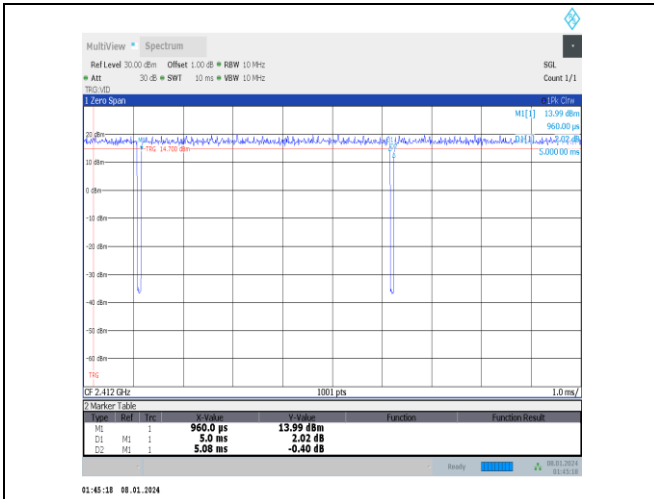 MultiView Spectrum
Ref Level 30.00 dBm Offset 1.00 dB RBW 10 MHz SGL
Att 30 dB SWT 10 ms VBW 10 MHz Count 1/1
TRG:VID
1 Zero Span 1Pk Clrw
M1[1] 13.99 dBm
960.00 µs
20 dBm D1[1] 2.02 dB
TRG 14.700 dBm 5.000 00 ms
10 dBm
0 dBm
-10 dBm
-20 dBm
-30 dBm
-40 dBm
-50 dBm
-60 dBm
TRG
CF 2.412 GHz 1001 pts 1.0 ms/
2 Marker Table
Type Ref Trc X-Value Y-Value Function Function Result
M1 1 960.0 µs 13.99 dBm
D1 M1 1 5.0 ms 2.02 dB
D2 M1 1 5.08 ms -0.40 dB
Ready 08.01.2024
01:45:18
01:45:18 08.01.2024